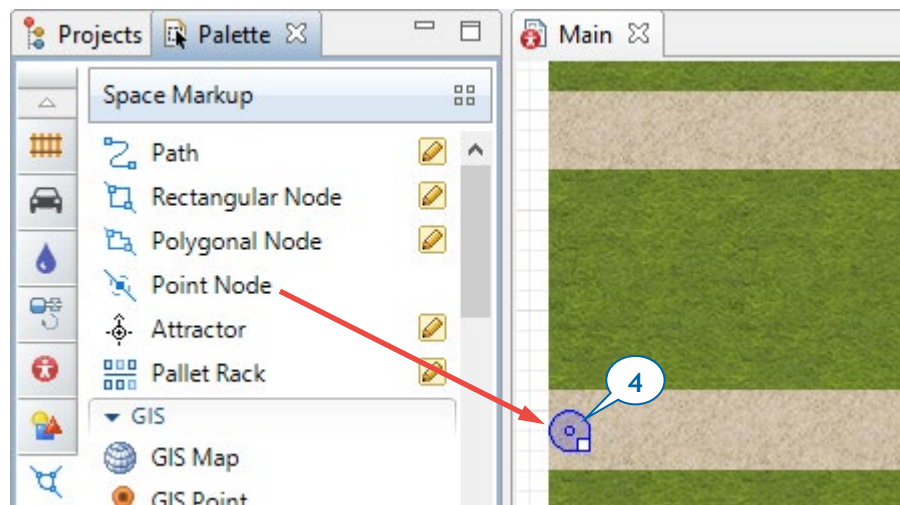 Projects Palette Main
Space Markup
Path
Rectangular Node
Polygonal Node
Point Node
Attractor
Pallet Rack
4
GIS
GIS Map
GIS Point